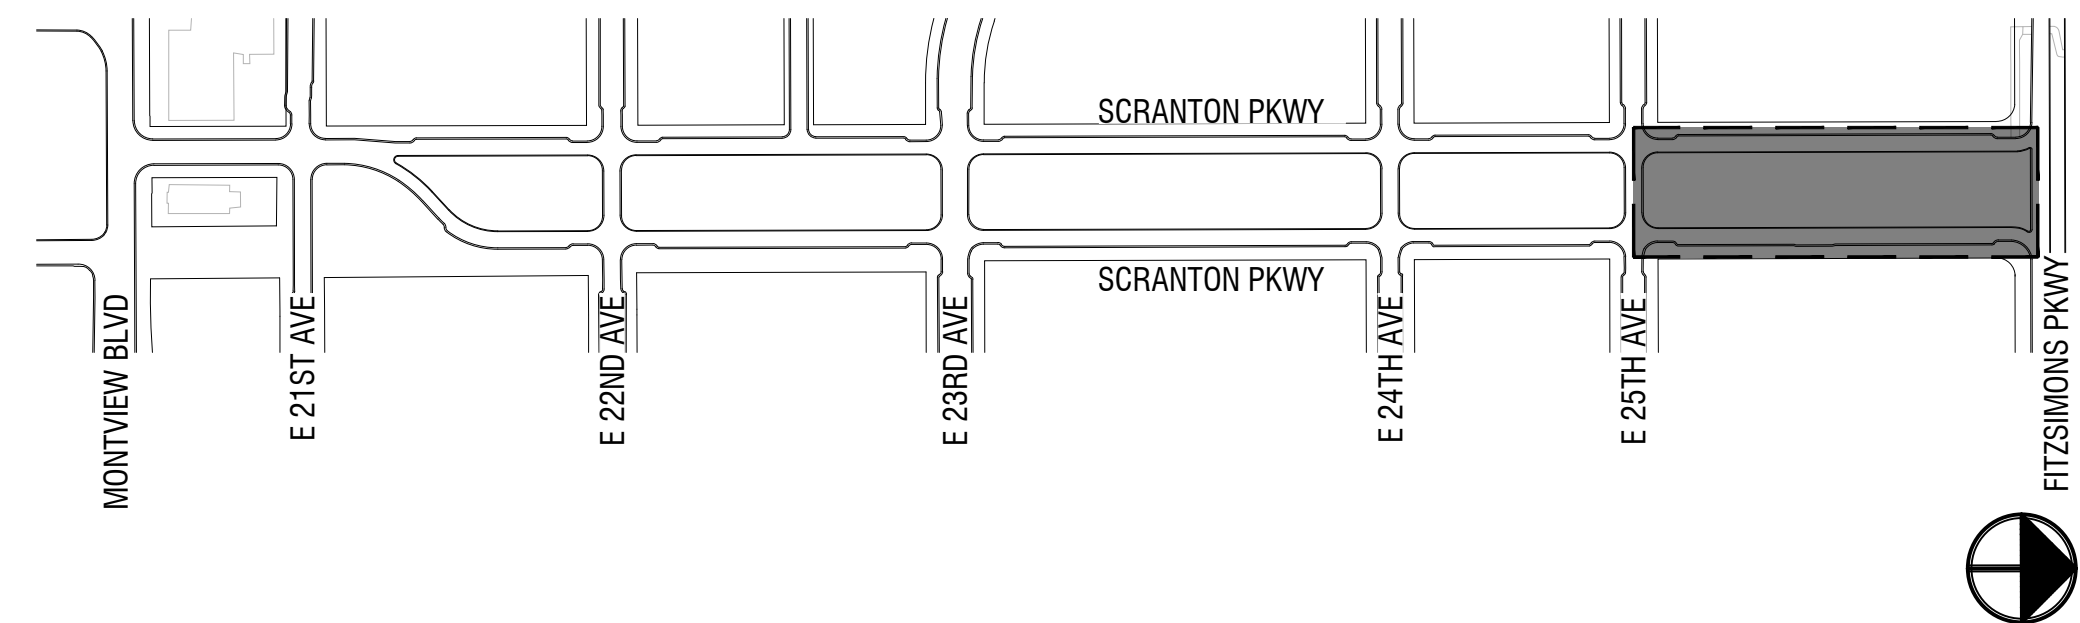 SCRANTON PKWY
SCRANTON PKWY
MONTVIEW BLVD
E 21ST AVE
E 22ND AVE
E 23RD AVE
E 24TH AVE
E 25TH AVE
FITZSIMONS PKWY